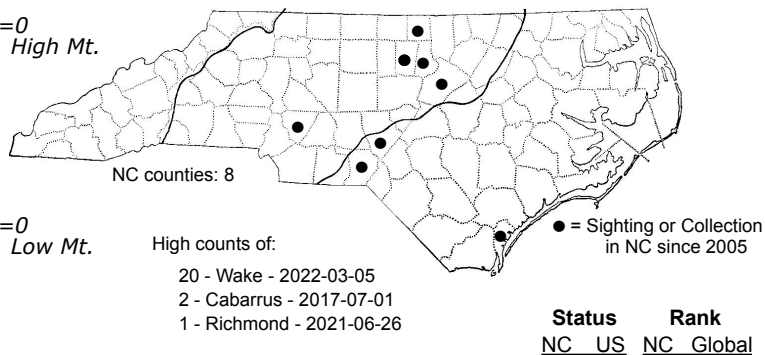 =0
High Mt.
NC counties: 8
=0
Low Mt.
High counts of:
20 - Wake - 2022-03-05
2 - Cabarrus - 2017-07-01
1 - Richmond - 2021-06-26
● = Sighting or Collection
in NC since 2005
Status Rank
NC US NC Global